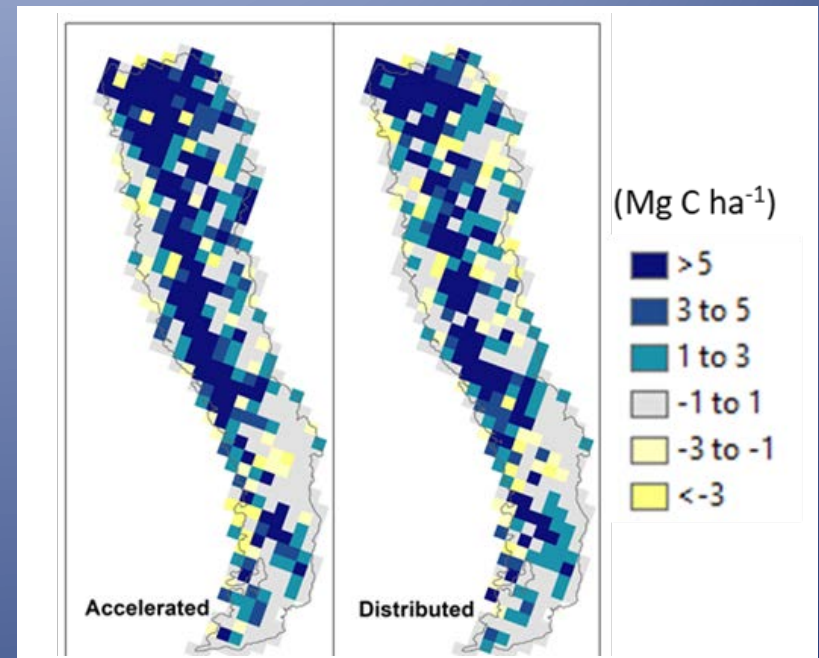 (Mg C ha⁻¹)
>5
3 to 5
1 to 3
-1 to 1
-3 to -1
<-3
Accelerated
Distributed